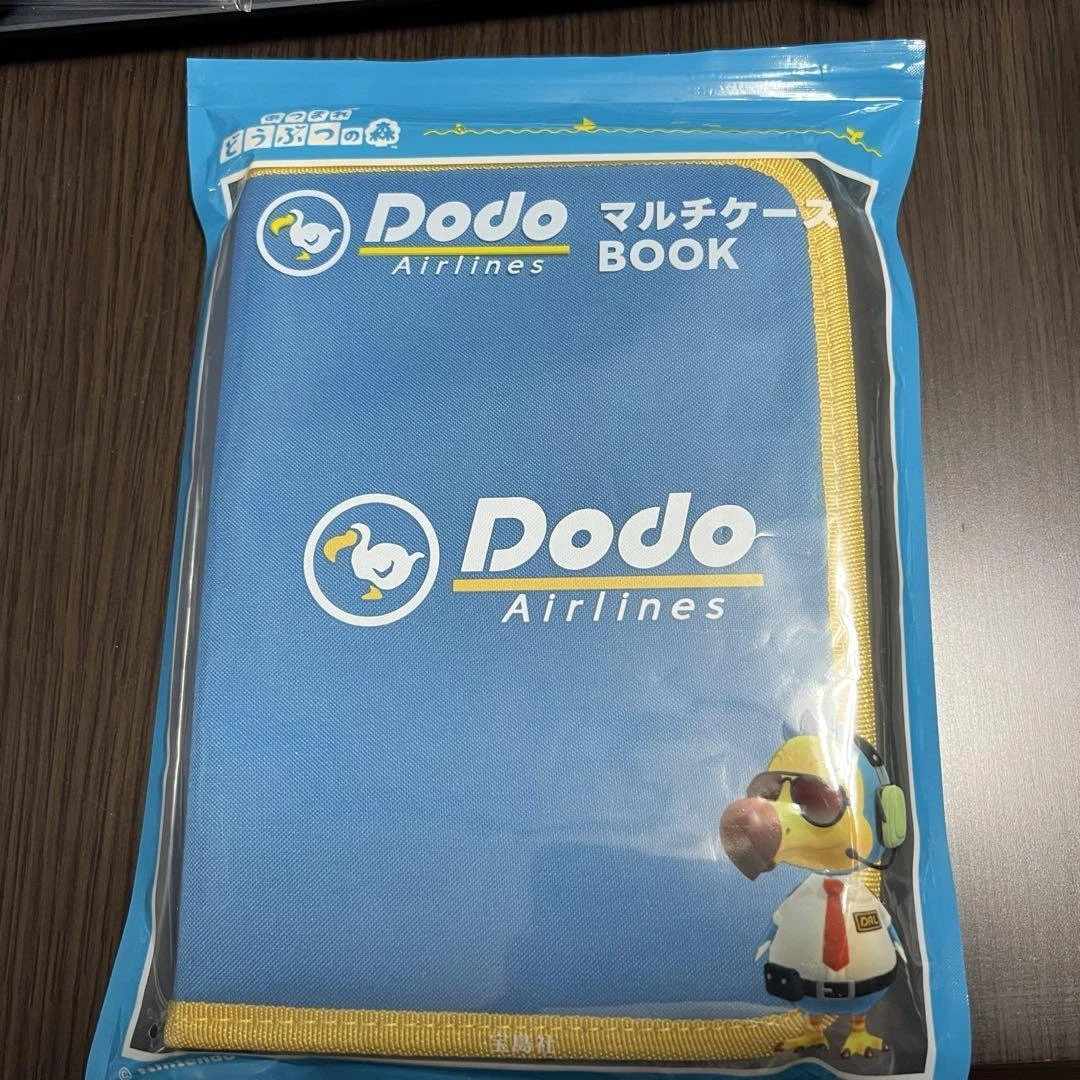 あつまれ
どうぶつの森
Dodo
Airlines
マルチケース
BOOK
Dodo
Airlines
DAL
宝島社
© Nintendo